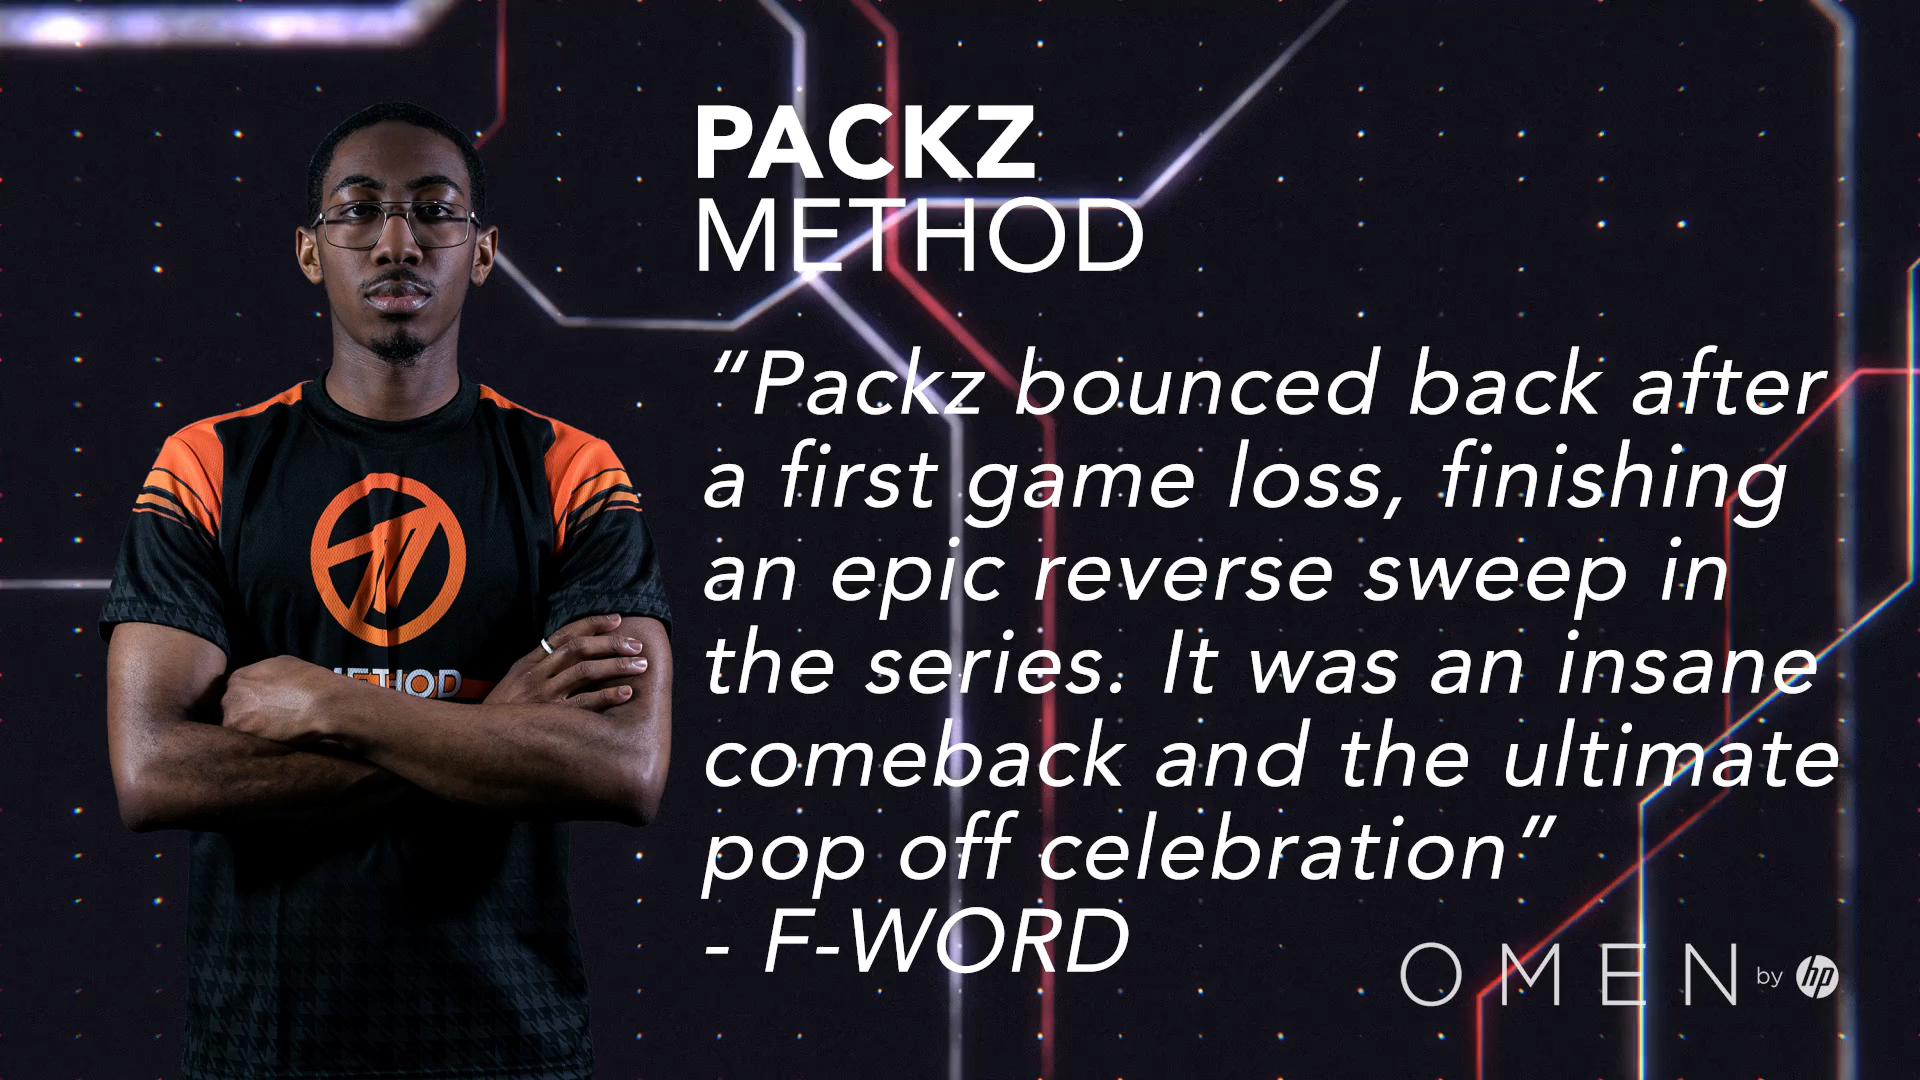 PACKZ
METHOD
“Packz bounced back after
a first game loss, finishing
an epic reverse sweep in
the series. It was an insane
comeback and the ultimate
pop off celebration”
- F-WORD
METHOD
OMEN by hp